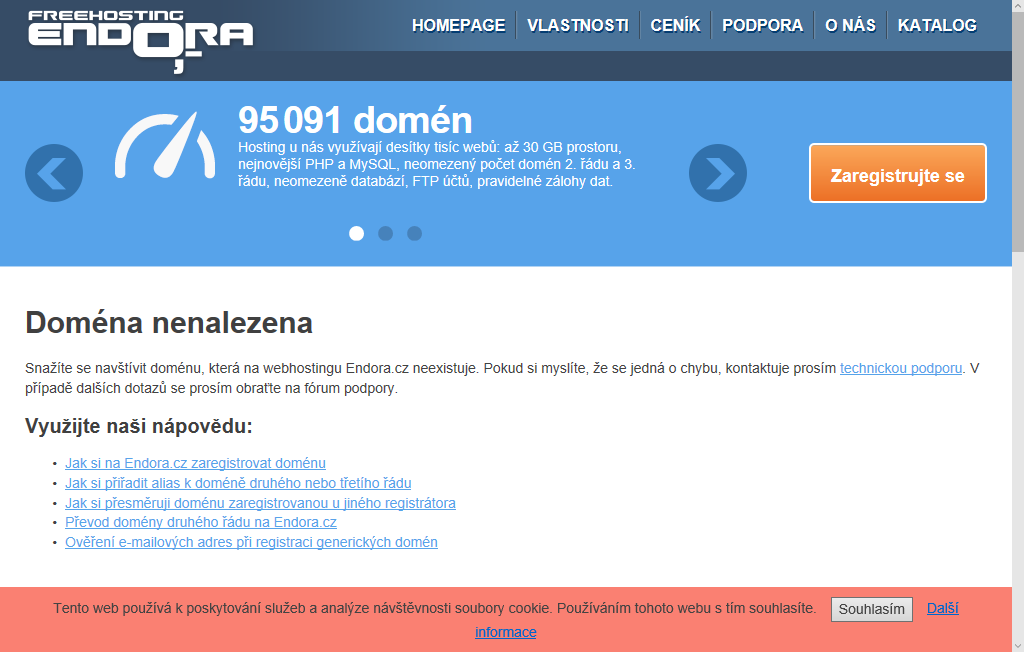 FREEHOSTING
ENDORA
HOMEPAGE
VLASTNOSTI
CENÍK
PODPORA
O NÁS
KATALOG
95 091 domén
Hosting u nás využívají desítky tisíc webů: až 30 GB prostoru,
nejnovější PHP a MySQL, neomezený počet domén 2. řádu a 3.
řádu, neomezeně databází, FTP účtů, pravidelné zálohy dat.
Zaregistrujte se
Doména nenalezena
Snažíte se navštívit doménu, která na webhostingu Endora.cz neexistuje. Pokud si myslíte, že se jedná o chybu, kontaktuje prosím technickou podporu. V
případě dalších dotazů se prosím obraťte na fórum podpory.
Využijte naši nápovědu:
• Jak si na Endora.cz zaregistrovat doménu
• Jak si přiřadit alias k doméně druhého nebo třetího řádu
• Jak si přesměruji doménu zaregistrovanou u jiného registrátora
• Převod domény druhého řádu na Endora.cz
• Ověření e-mailových adres při registraci generických domén
Tento web používá k poskytování služeb a analýze návštěvnosti soubory cookie. Používáním tohoto webu s tím souhlasíte. Souhlasím Další
informace